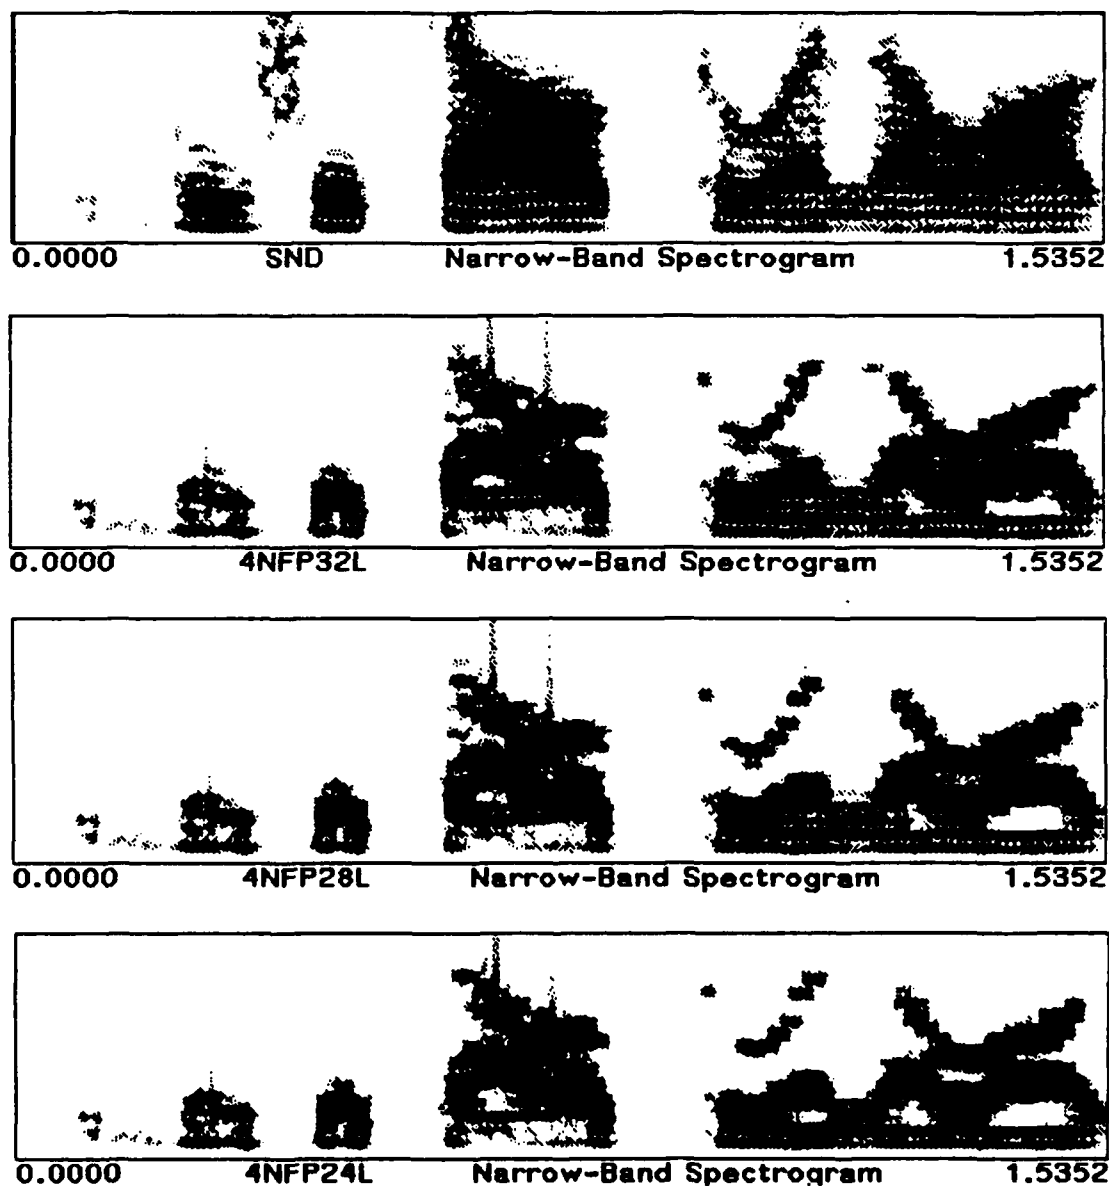 0.0000 SND Narrow-Band Spectrogram 1.5352
0.0000 4NFP32L Narrow-Band Spectrogram 1.5352
0.0000 4NFP28L Narrow-Band Spectrogram 1.5352
0.0000 4NFP24L Narrow-Band Spectrogram 1.5352